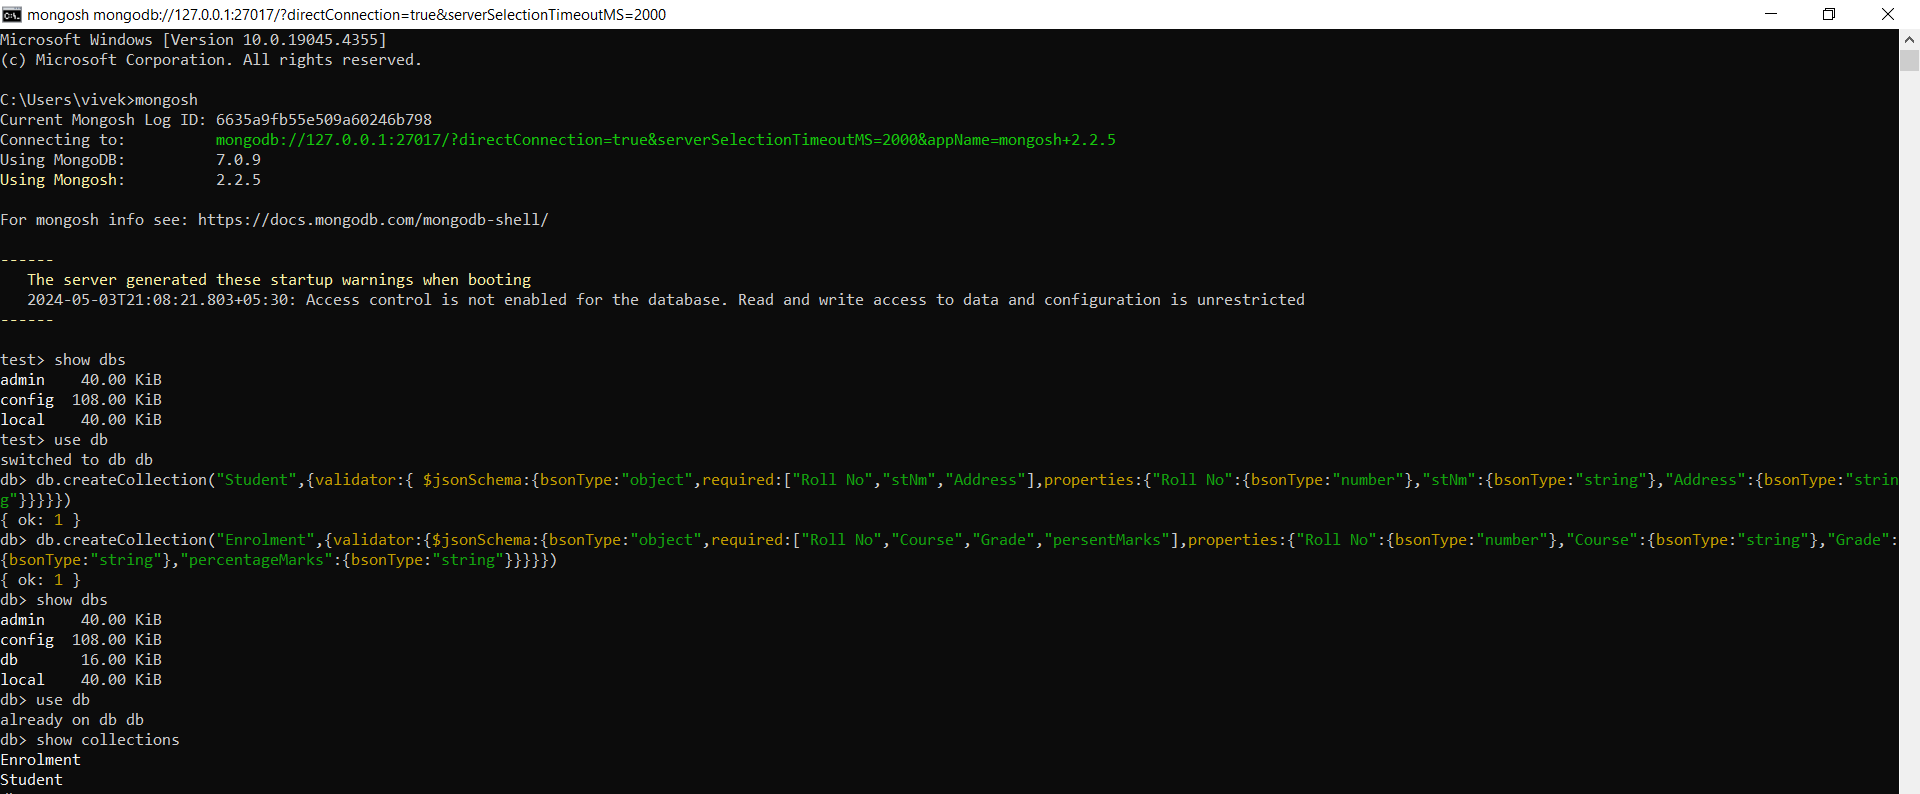 mongosh mongodb://127.0.0.1:27017/?directConnection=true&serverSelectionTimeoutMS=2000
Microsoft Windows [Version 10.0.19045.4355]
(c) Microsoft Corporation. All rights reserved.
C:\Users\vivek>mongosh
Current Mongosh Log ID: 6635a9fb55e509a60246b798
Connecting to:          mongodb://127.0.0.1:27017/?directConnection=true&serverSelectionTimeoutMS=2000&appName=mongosh+2.2.5
Using MongoDB:          7.0.9
Using Mongosh:          2.2.5
For mongosh info see: https://docs.mongodb.com/mongodb-shell/
------
   The server generated these startup warnings when booting
   2024-05-03T21:08:21.803+05:30: Access control is not enabled for the database. Read and write access to data and configuration is unrestricted
------
test> show dbs
admin    40.00 KiB
config  108.00 KiB
local    40.00 KiB
test> use db
switched to db db
db> db.createCollection("Student",{validator:{ $jsonSchema:{bsonType:"object",required:["Roll No","stNm","Address"],properties:{"Roll No":{bsonType:"number"},"stNm":{bsonType:"string"},"Address":{bsonType:"strin
g"}}}}})
{ ok: 1 }
db> db.createCollection("Enrolment",{validator:{$jsonSchema:{bsonType:"object",required:["Roll No","Course","Grade","persentMarks"],properties:{"Roll No":{bsonType:"number"},"Course":{bsonType:"string"},"Grade":
{bsonType:"string"},"percentageMarks":{bsonType:"string"}}}}})
{ ok: 1 }
db> show dbs
admin    40.00 KiB
config  108.00 KiB
db       16.00 KiB
local    40.00 KiB
db> use db
already on db db
db> show collections
Enrolment
Student